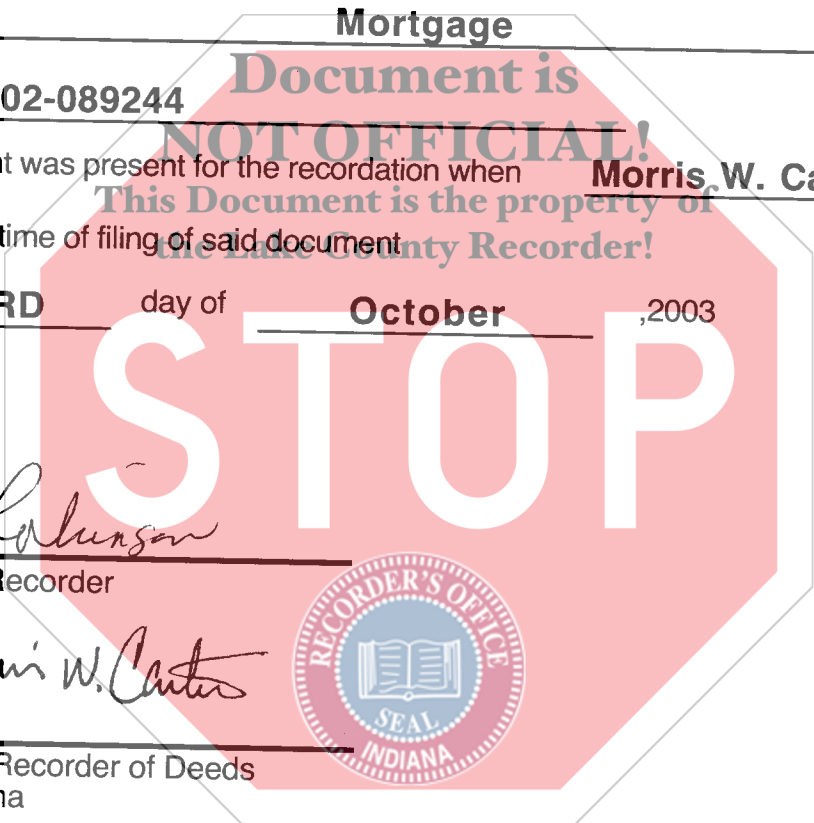 Mortgage
Document is
02-089244
NOT OFFICIAL!
t was present for the recordation when Morris W. Ca
This Document is the property of
time of filing of said document
the Lake County Recorder!
RD day of October ,2003
STOP
Recorder
W. Carter
RECORDER'S OFFICE
SEAL
INDIANA
Recorder of Deeds
na